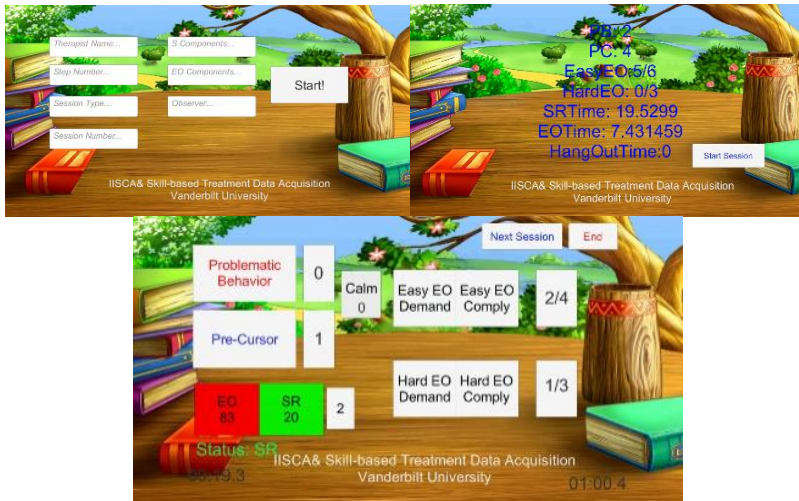 Therapist Name...
S Components...
Step Number...
EO Components...
Start!
Session Type...
Observer...
Session Number...
IISCA& Skill-based Treatment Data Acquisition
Vanderbilt University
PB: 2
PC: 4
EasyEO:5/6
HardEO: 0/3
SRTime: 19.5299
EOTime: 7.431459
HangOutTime:0
Start Session
IISCA& Skill-based Treatment Data Acquisition
Vanderbilt University
Next Session
End
Problematic
Behavior
0
Calm
0
Easy EO
Demand
Easy EO
Comply
2/4
Pre-Cursor
1
Hard EO
Demand
Hard EO
Comply
1/3
EO
83
SR
20
2
Status: SR
IISCA& Skill-based Treatment Data Acquisition
Vanderbilt University
01:00.4